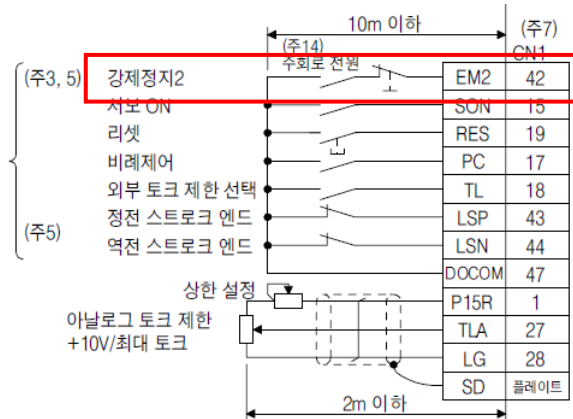 10m 이하
(주7)
(주14)
CN1
주회로 전원
(주3, 5) 강제정지2 EM2 42
서보 ON SON 15
리셋 RES 19
비례제어 PC 17
외부 토크 제한 선택 TL 18
정전 스트로크 엔드 LSP 43
(주5)
역전 스트로크 엔드 LSN 44
DOCOM 47
상한 설정 P15R 1
아날로그 토크 제한 TLA 27
+10V/최대 토크
LG 28
SD 플레이트
2m 이하